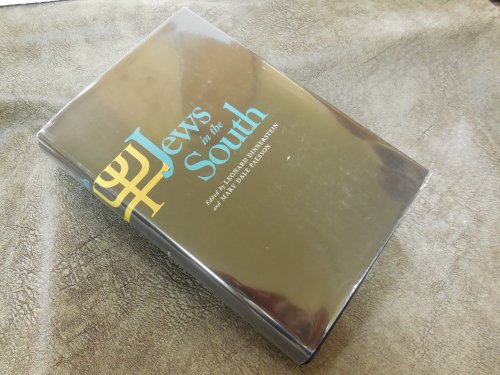 Jews
in the
South
Edited by LEONARD DINNERSTEIN
and MARY DALE PALSSON